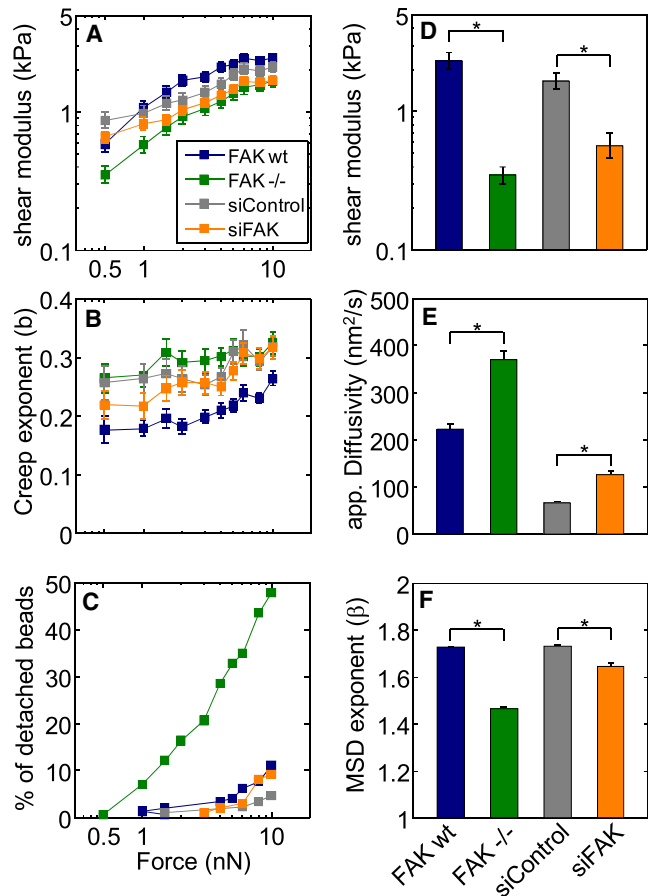 A
shear modulus (kPa)
5
1
0.1
0.5
1
10
FAK wt
FAK -/-
siControl
siFAK
B
Creep exponent (b)
0.4
0.3
0.2
0.1
0
C
% of detached beads
50
40
30
20
10
0
0.5
1
10
Force (nN)
D
shear modulus (kPa)
5
1
0.1
*
*
E
app. Diffusivity (nm²/s)
500
400
300
200
100
0
*
*
F
MSD exponent (β)
2
1.8
1.6
1.4
1.2
1
*
*
FAK wt
FAK -/-
siControl
siFAK